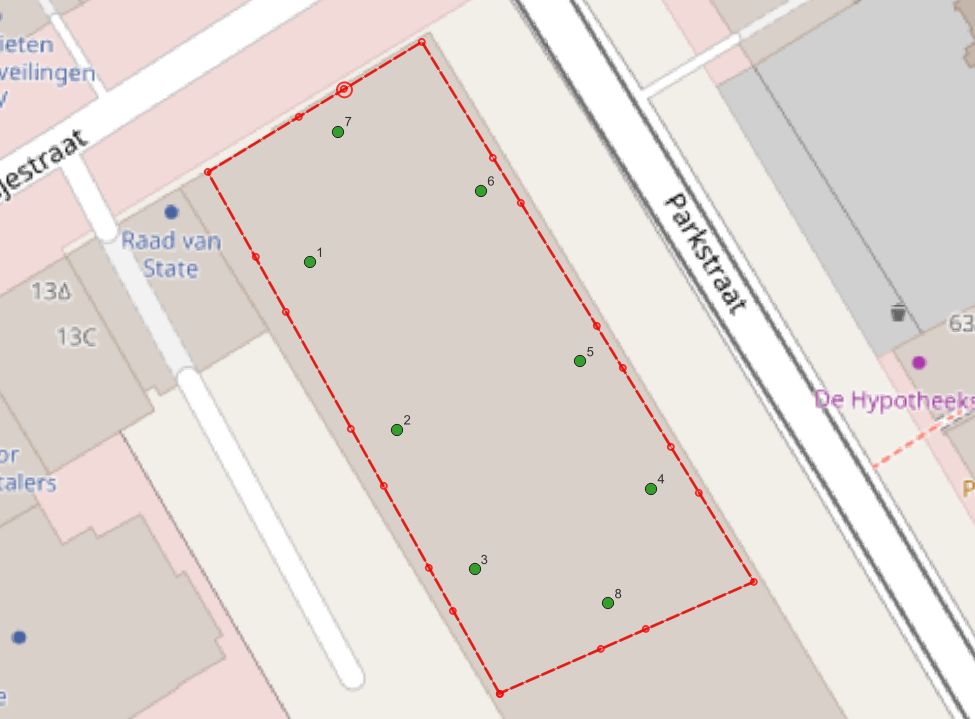 ieten
veilingen
y
jestraat
7
6
Parkstraat
Raad van
State
1
13A
13C
63
5
De Hypotheeks
2
or
talers
4
P
3
8
e